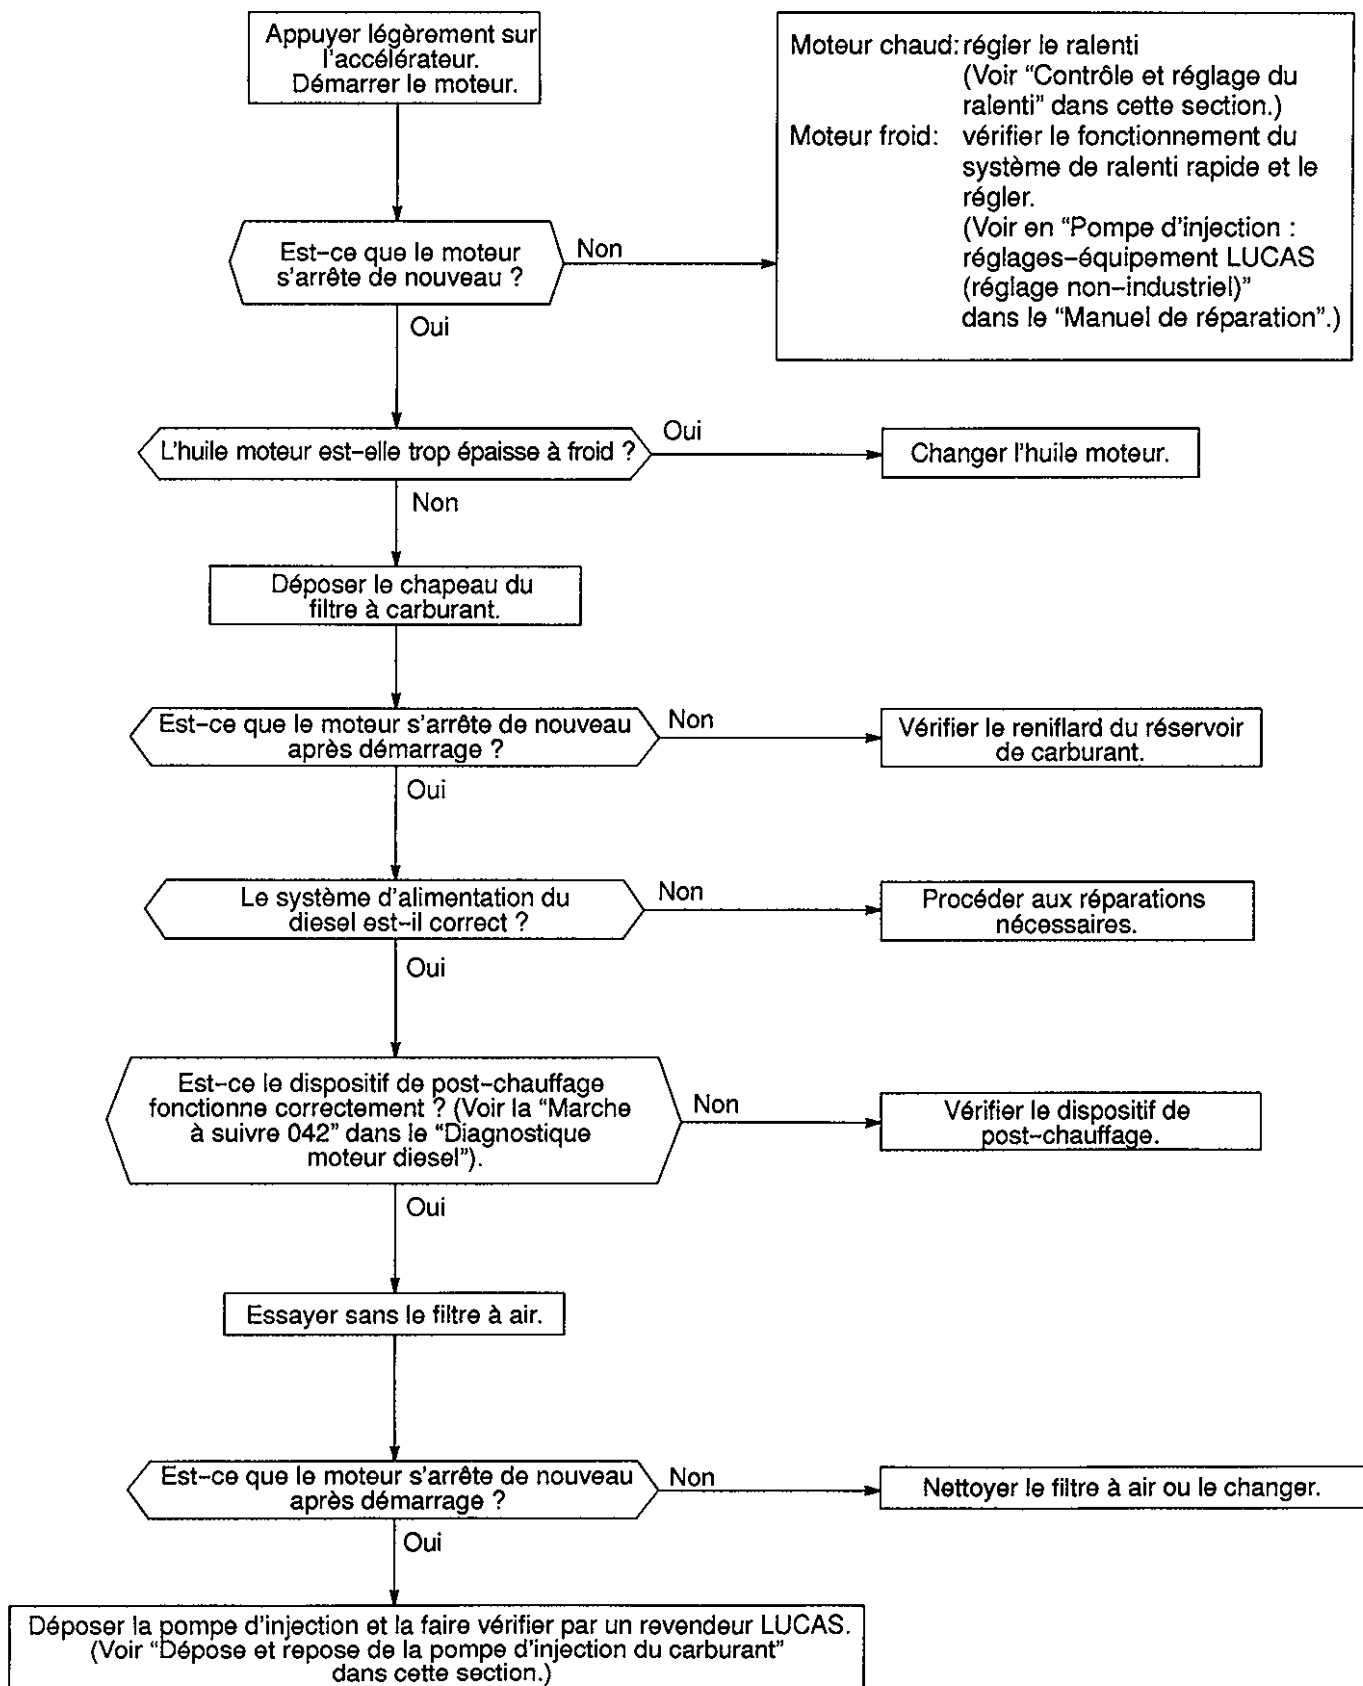 Appuyer légèrement sur
l'accélérateur.
Démarrer le moteur.
Moteur chaud: régler le ralenti
(Voir “Contrôle et réglage du
ralenti” dans cette section.)
Moteur froid: vérifier le fonctionnement du
système de ralenti rapide et le
régler.
(Voir en “Pompe d'injection :
réglages-équipement LUCAS
(réglage non-industriel)”
dans le “Manuel de réparation”.)
Est-ce que le moteur
s'arrête de nouveau ?
Non
Oui
L'huile moteur est-elle trop épaisse à froid ?
Oui
Changer l'huile moteur.
Non
Déposer le chapeau du
filtre à carburant.
Est-ce que le moteur s'arrête de nouveau
après démarrage ?
Non
Vérifier le reniflard du réservoir
de carburant.
Oui
Le système d'alimentation du
diesel est-il correct ?
Non
Procéder aux réparations
nécessaires.
Oui
Est-ce le dispositif de post-chauffage
fonctionne correctement ? (Voir la “Marche
à suivre 042” dans le “Diagnostique
moteur diesel”).
Non
Vérifier le dispositif de
post-chauffage.
Oui
Essayer sans le filtre à air.
Est-ce que le moteur s'arrête de nouveau
après démarrage ?
Non
Nettoyer le filtre à air ou le changer.
Oui
Déposer la pompe d'injection et la faire vérifier par un revendeur LUCAS.
(Voir “Dépose et repose de la pompe d'injection du carburant”
dans cette section.)